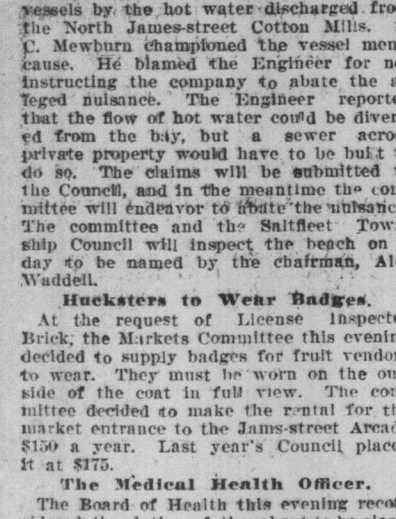 vessels by the hot water discharged fro
the North James-street Cotton Mills.
C. Mewburn championed the vessel men
cause. He blamed the Engineer for n
instructing the company to abate the a
leged nuisance. The Engineer reporte
that the flow of hot water could be diver
ed from the bay, but a sewer acro
private property would have to be built
do so. The claims will be submitted
the Council, and in the meantime the con
mittee will endeavor to abate the nuisanc
The committee and the Saltfleet Tow
ship Council will inspect the beach on
day to be named by the chairman, Al
Waddell.
Hucksters to Wear Badges.
At the request of License Inspecto
Brick, the Markets Committee this evenin
decided to supply badges for fruit vendor
to wear. They must be worn on the ou
side of the coat in full view. The con
mittee decided to make the rental for th
market entrance to the Jams-street Arcad
$150 a year. Last year's Council place
it at $175.
The Medical Health Officer.
The Board of Health this evening recon